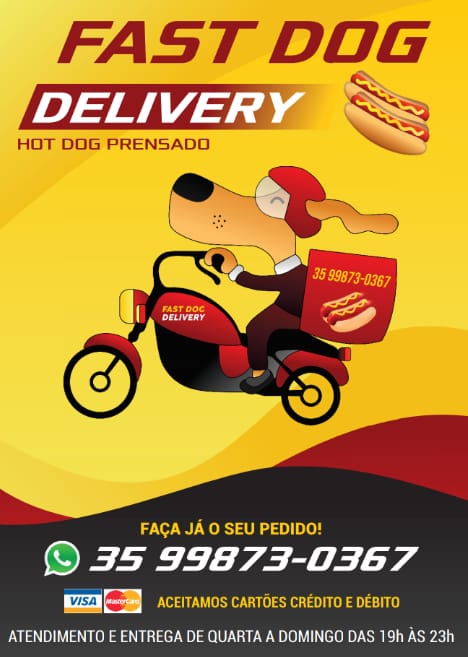 FAST DOG
DELIVERY
HOT DOG PRENSADO
35 99873-0367
FAST DOG
DELIVERY
FAÇA JÁ O SEU PEDIDO!
35 99873-0367
VISA MasterCard ACEITAMOS CARTÕES CRÉDITO E DÉBITO
ATENDIMENTO E ENTREGA DE QUARTA A DOMINGO DAS 19h ÀS 23h